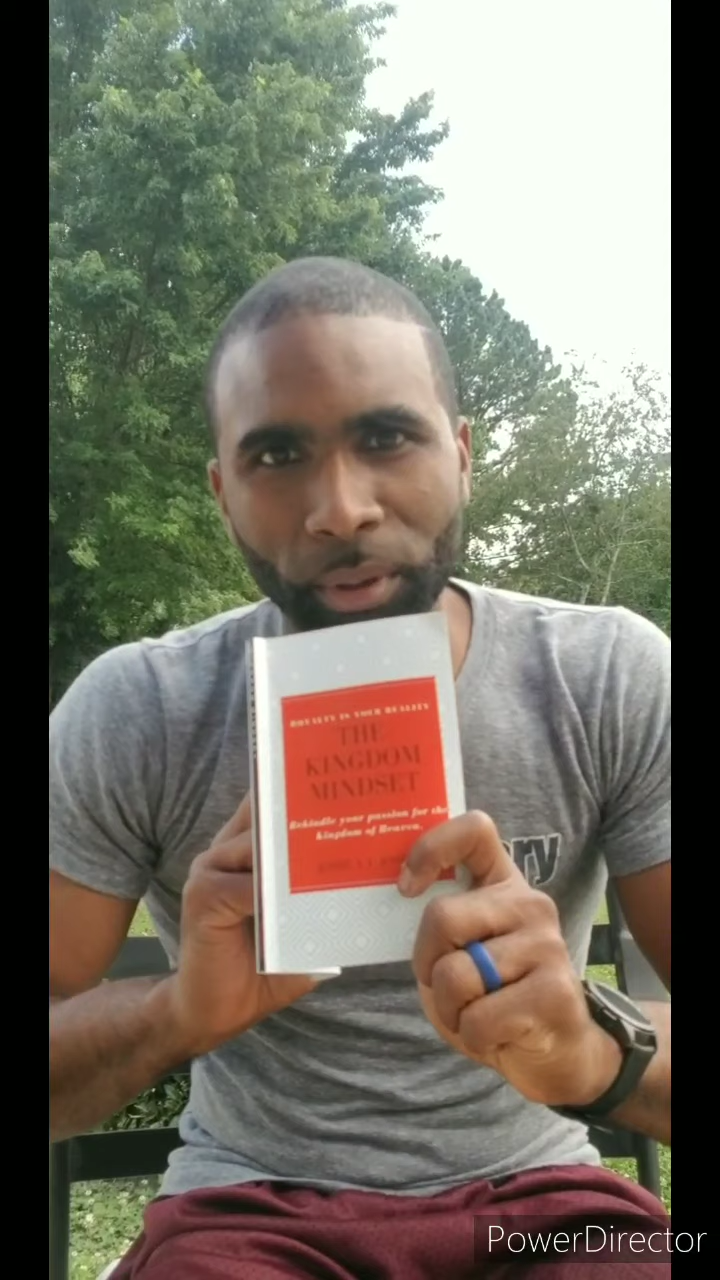 ROYALTY IS YOUR REALITY
THE
KINGDOM
MINDSET
Rekindle your passion for the
kingdom of Heaven.
ry
PowerDirector